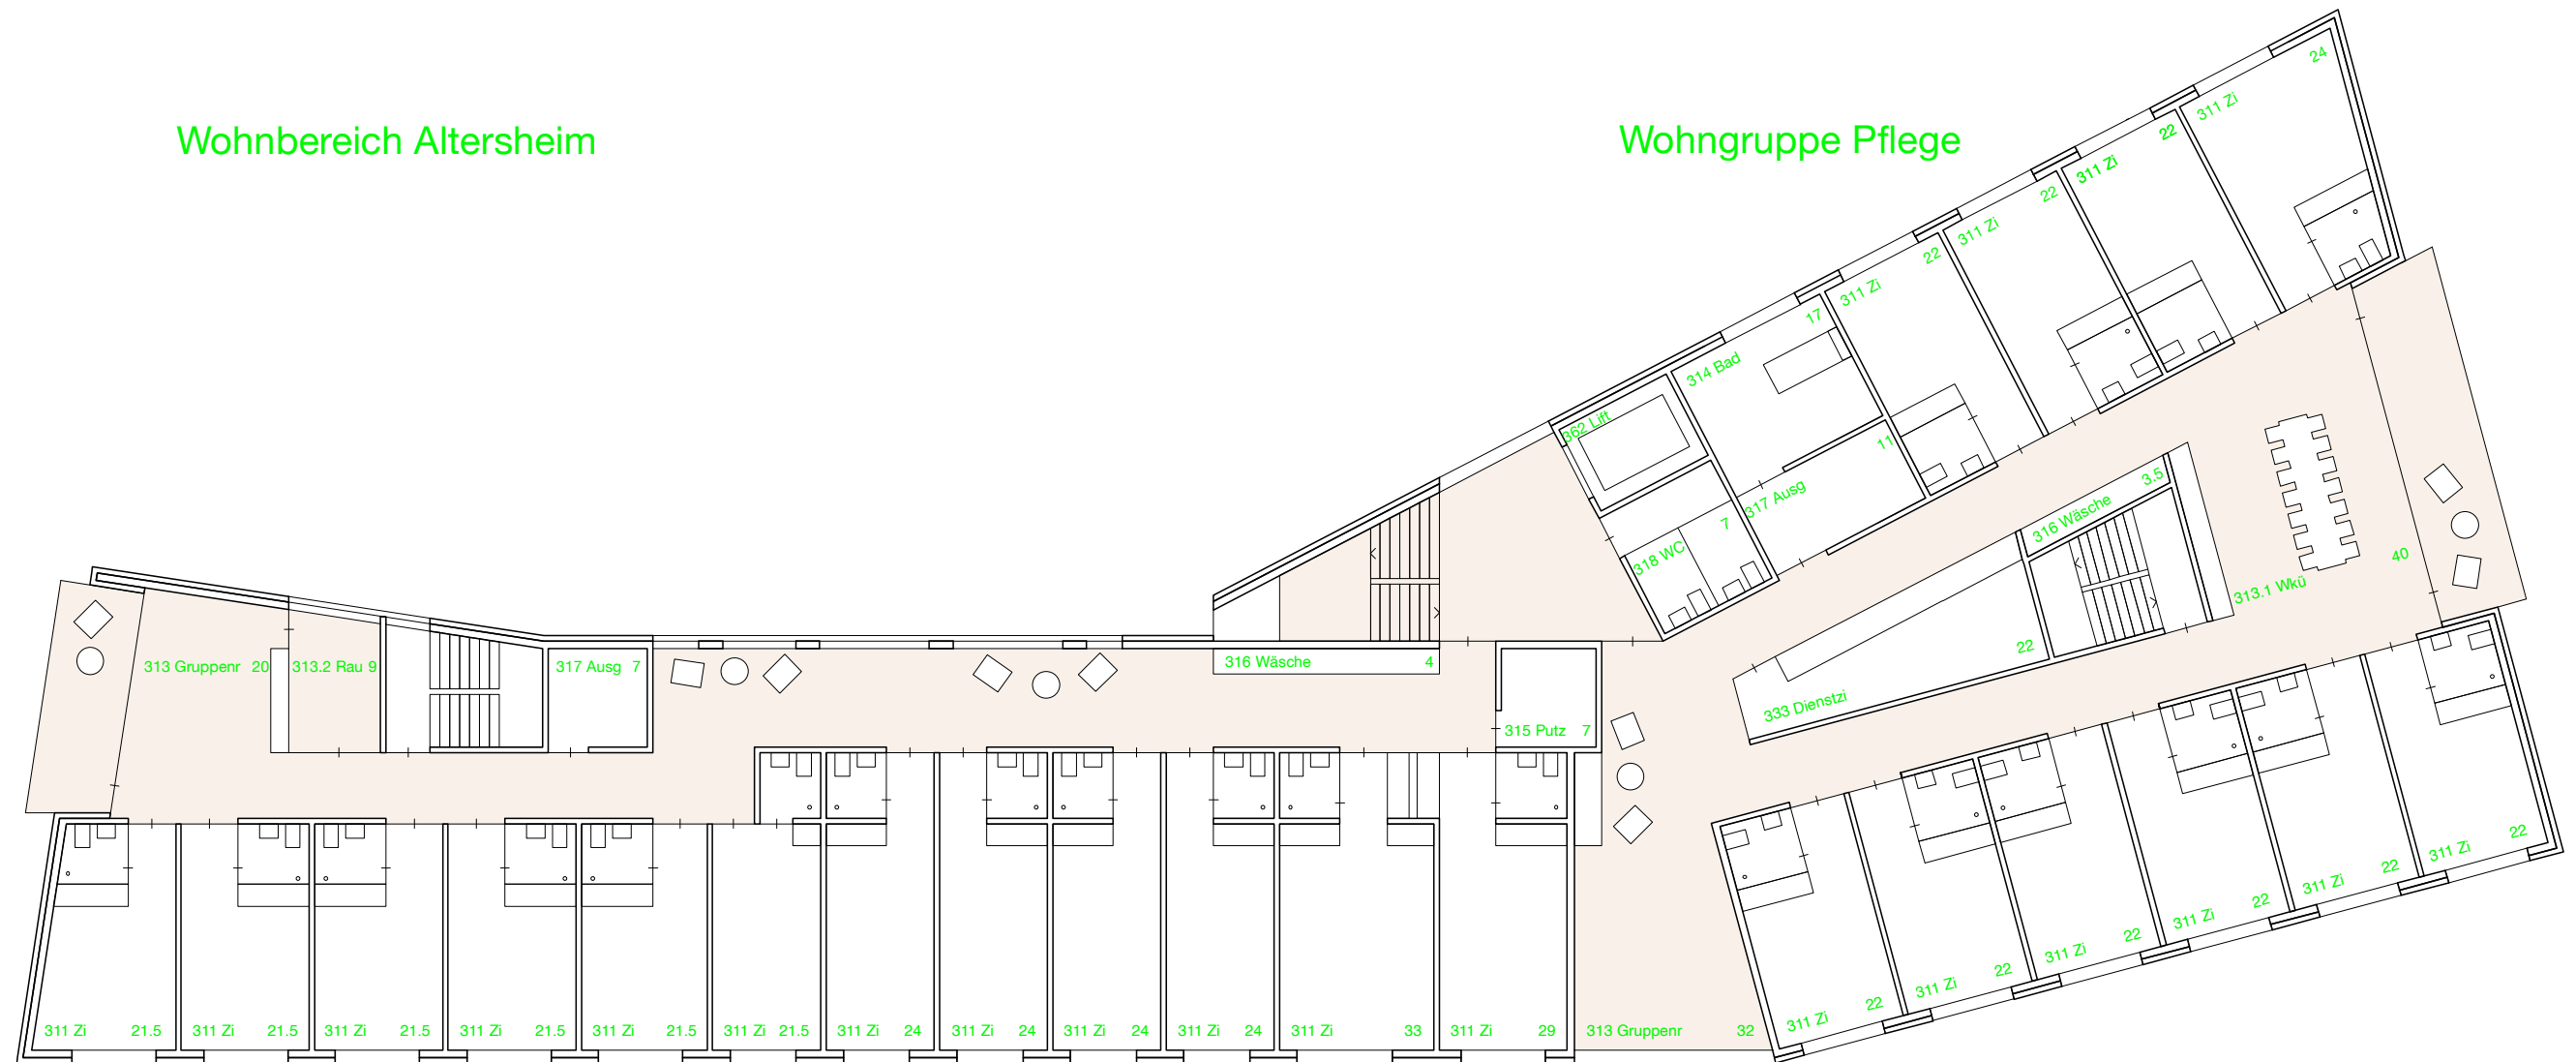 Wohnbereich Altersheim
Wohngruppe Pflege
24
311 Zi
22
311 Zi
22
311 Zi
22
311 Zi
17
314 Bad
362 Lift
11
317 Ausg
7
318 WC
3.5
316 Wäsche
40
313.1 Wkü
22
333 Dienstzi
313 Gruppenr 20
313.2 Rau 9
317 Ausg 7
316 Wäsche 4
315 Putz 7
311 Zi 21.5
311 Zi 21.5
311 Zi 21.5
311 Zi 21.5
311 Zi 21.5
311 Zi 21.5
311 Zi 24
311 Zi 24
311 Zi 24
311 Zi 24
311 Zi 33
311 Zi 29
313 Gruppenr 32
311 Zi 22
311 Zi 22
311 Zi 22
311 Zi 22
311 Zi 22
311 Zi 22